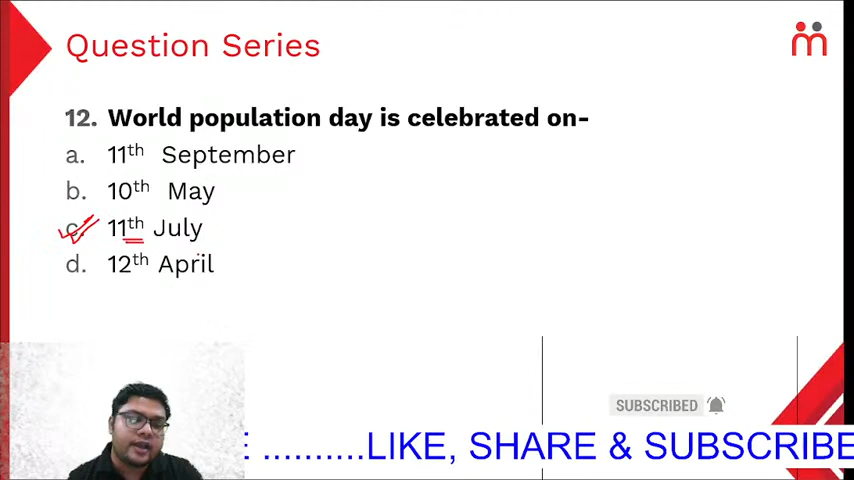 Question Series
12. World population day is celebrated on-
a. 11th September
b. 10th May
c. 11th July
d. 12th April
SUBSCRIBED
..........LIKE, SHARE & SUBSCRIBE